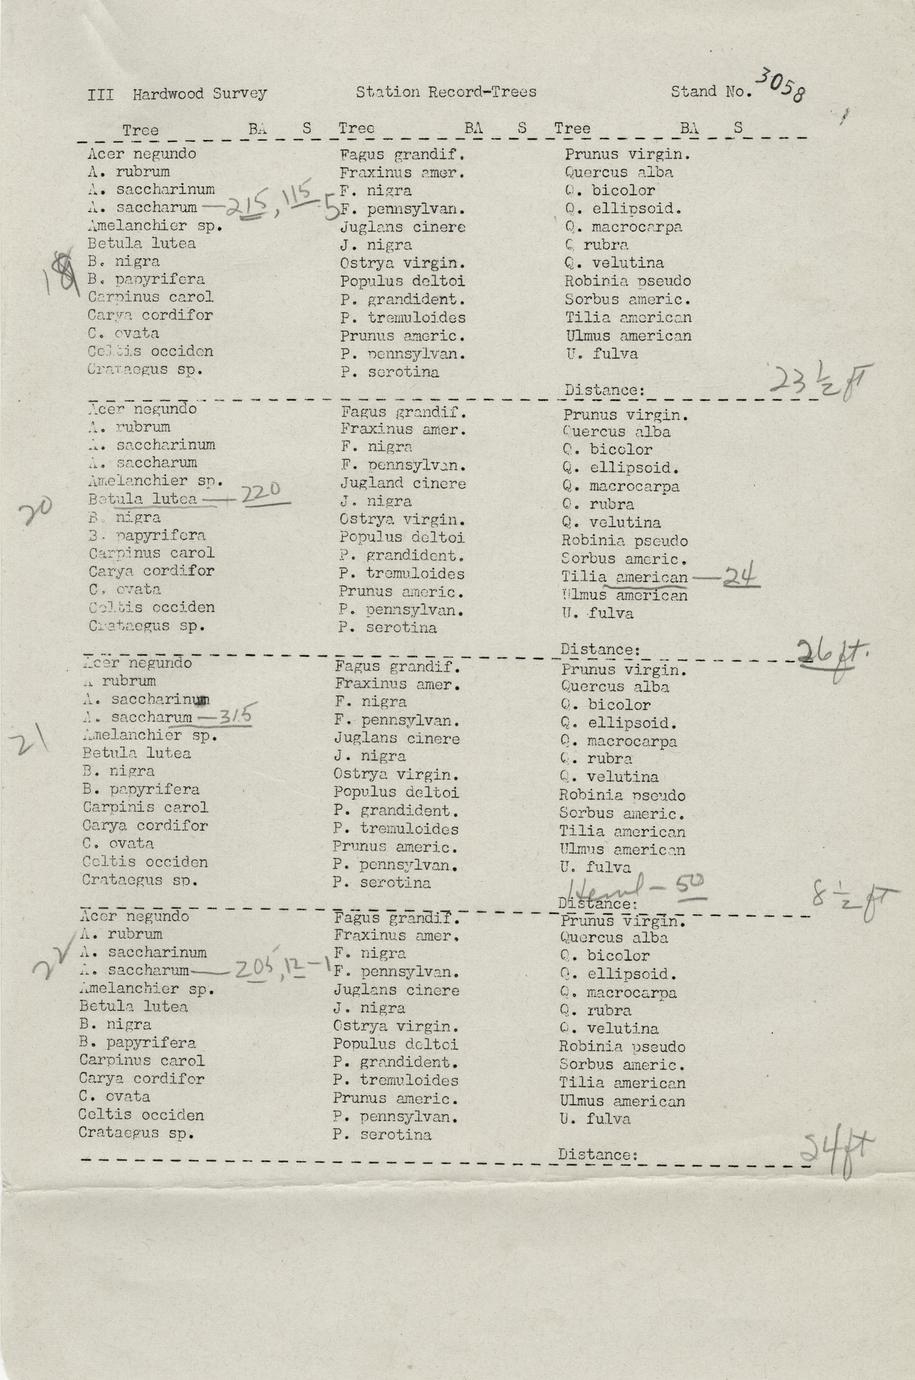 III Hardwood Survey Station Record-Trees Stand No. 3058
Tree BA S Tree BA S Tree BA S
Acer negundo Fagus grandif. Prunus virgin.
A. rubrum Fraxinus amer. Quercus alba
A. saccharinum F. nigra Q. bicolor
A. saccharum — 215, 115 - 5 F. pennsylvan. Q. ellipsoid.
Amelanchier sp. Juglans cinere Q. macrocarpa
Betula lutea J. nigra Q rubra
B. nigra Ostrya virgin. Q. velutina
B. papyrifera Populus deltoi Robinia pseudo
Carpinus carol P. grandident. Sorbus americ.
Carya cordifor P. tremuloides Tilia american
C. ovata Prunus americ. Ulmus american
Celtis occiden P. pennsylvan. U. fulva
Crataegus sp. P. serotina
Distance: 23 ½ ft
Acer negundo Fagus grandif. Prunus virgin.
A. rubrum Fraxinus amer. Quercus alba
A. saccharinum F. nigra Q. bicolor
A. saccharum F. pennsylvan. Q. ellipsoid.
Amelanchier sp. Jugland cinere Q. macrocarpa
20 Betula lutea — 220 J. nigra Q. rubra
B. nigra Ostrya virgin. Q. velutina
B. papyrifera Populus deltoi Robinia pseudo
Carpinus carol P. grandident. Sorbus americ.
Carya cordifor P. tremuloides Tilia american — 24
C. ovata Prunus americ. Ulmus american
Celtis occiden P. pennsylvan. U. fulva
Crataegus sp. P. serotina
Distance: 26 ft.
Acer negundo Fagus grandif. Prunus virgin.
A rubrum Fraxinus amer. Quercus alba
A. saccharinum F. nigra Q. bicolor
A. saccharum — 315 F. pennsylvan. Q. ellipsoid.
21 Amelanchier sp. Juglans cinere Q. macrocarpa
Betula lutea J. nigra Q. rubra
B. nigra Ostrya virgin. Q. velutina
B. papyrifera Populus deltoi Robinia pseudo
Carpinis carol P. grandident. Sorbus americ.
Carya cordifor P. tremuloides Tilia american
C. ovata Prunus americ. Ulmus american
Celtis occiden P. pennsylvan. U. fulva
Crataegus sp. P. serotina Heml - 50
Distance: 8 ½ ft
Acer negundo Fagus grandif. Prunus virgin.
A. rubrum Fraxinus amer. Quercus alba
A. saccharinum F. nigra Q. bicolor
A. saccharum — 205, 12 - 1 F. pennsylvan. Q. ellipsoid.
Amelanchier sp. Juglans cinere Q. macrocarpa
Betula lutea J. nigra Q. rubra
B. nigra Ostrya virgin. Q. velutina
B. papyrifera Populus deltoi Robinia pseudo
Carpinus carol P. grandident. Sorbus americ.
Carya cordifor P. tremuloides Tilia american
C. ovata Prunus americ. Ulmus american
Celtis occiden P. pennsylvan. U. fulva
Crataegus sp. P. serotina
Distance: 24 ft